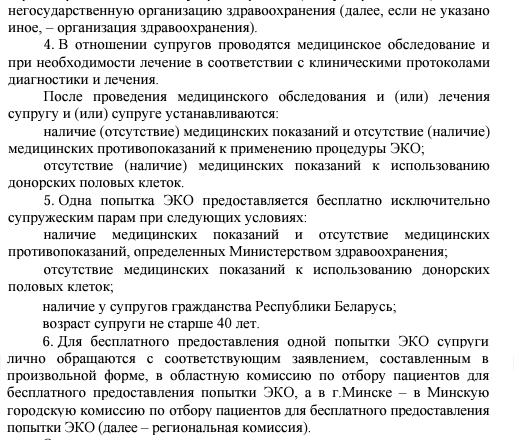 негосударственную организацию здравоохранения (далее, если не указано
иное, – организация здравоохранения).
4. В отношении супругов проводятся медицинское обследование и
при необходимости лечение в соответствии с клиническими протоколами
диагностики и лечения.
После проведения медицинского обследования и (или) лечения
супругу и (или) супруге устанавливаются:
наличие (отсутствие) медицинских показаний и отсутствие (наличие)
медицинских противопоказаний к применению процедуры ЭКО;
отсутствие (наличие) медицинских показаний к использованию
донорских половых клеток.
5. Одна попытка ЭКО предоставляется бесплатно исключительно
супружеским парам при следующих условиях:
наличие медицинских показаний и отсутствие медицинских
противопоказаний, определенных Министерством здравоохранения;
отсутствие медицинских показаний к использованию донорских
половых клеток;
наличие у супругов гражданства Республики Беларусь;
возраст супруги не старше 40 лет.
6. Для бесплатного предоставления одной попытки ЭКО супруги
лично обращаются с соответствующим заявлением, составленным в
произвольной форме, в областную комиссию по отбору пациентов для
бесплатного предоставления попытки ЭКО, а в г.Минске – в Минскую
городскую комиссию по отбору пациентов для бесплатного предоставления
попытки ЭКО (далее – региональная комиссия).